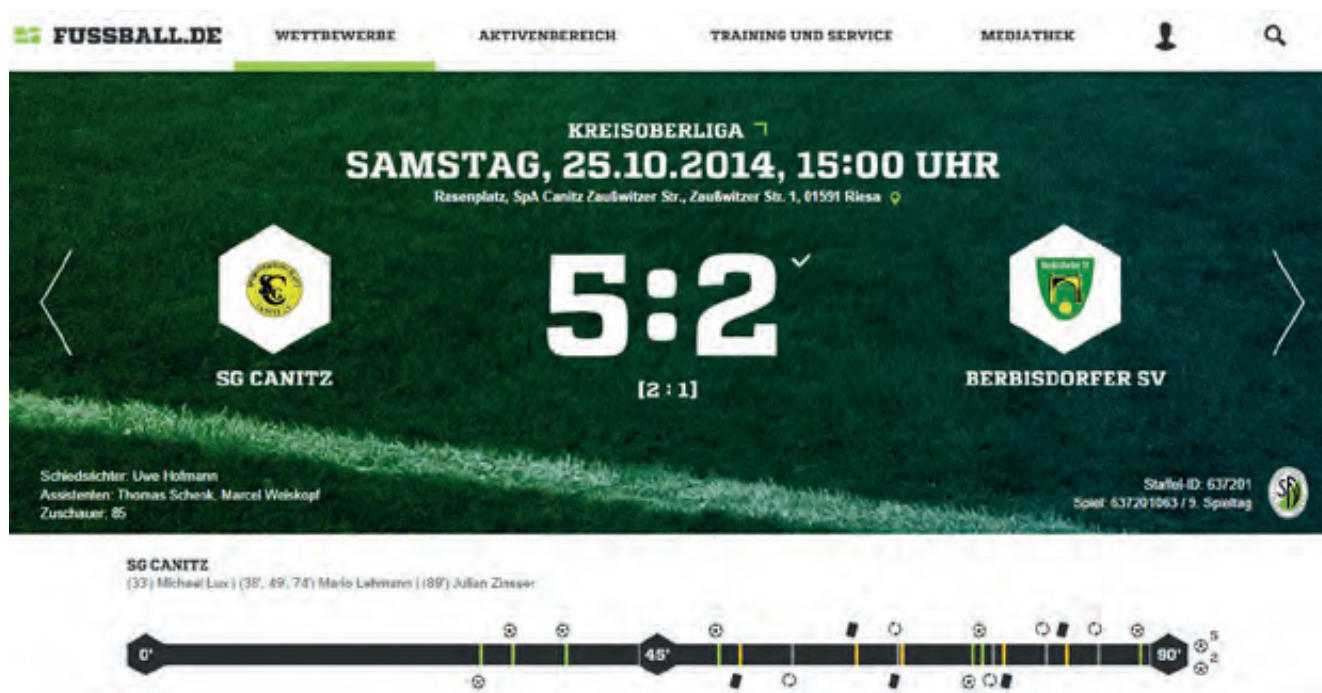 FUSSBALL.DE WETTBEWERBE AKTIVENBEREICH TRAINING UND SERVICE MEDIATHEK
KREISOBERLIGA
SAMSTAG, 25.10.2014, 15:00 UHR
Rasenplatz, SpA Canitz Zaußwitzer Str., Zaußwitzer Str. 1, 01591 Riesa
5:2
[2 : 1]
SG CANITZ
BERBISDORFER SV
Schiedsrichter: Uwe Hofmann
Assistenten: Thomas Schenk, Marcel Weiskopf
Zuschauer: 85
Staffel-ID: 637201
Spiel: 637201063 / 9. Spieltag
SG CANITZ
(33') Michael Lux | (38', 49', 74') Mario Lehmann | (89') Julian Zinsser
0' 45' 90'
5
2